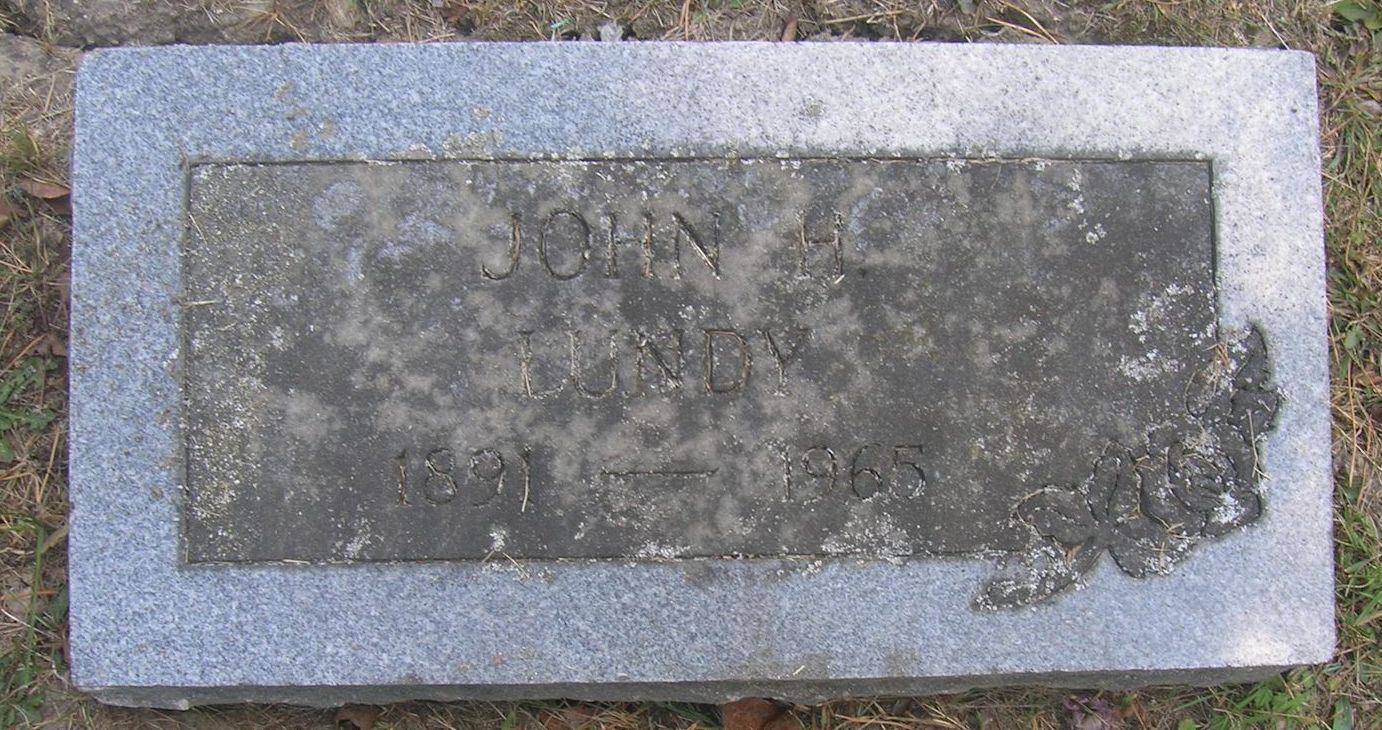 JOHN H
LUNDY
1891 — 1965